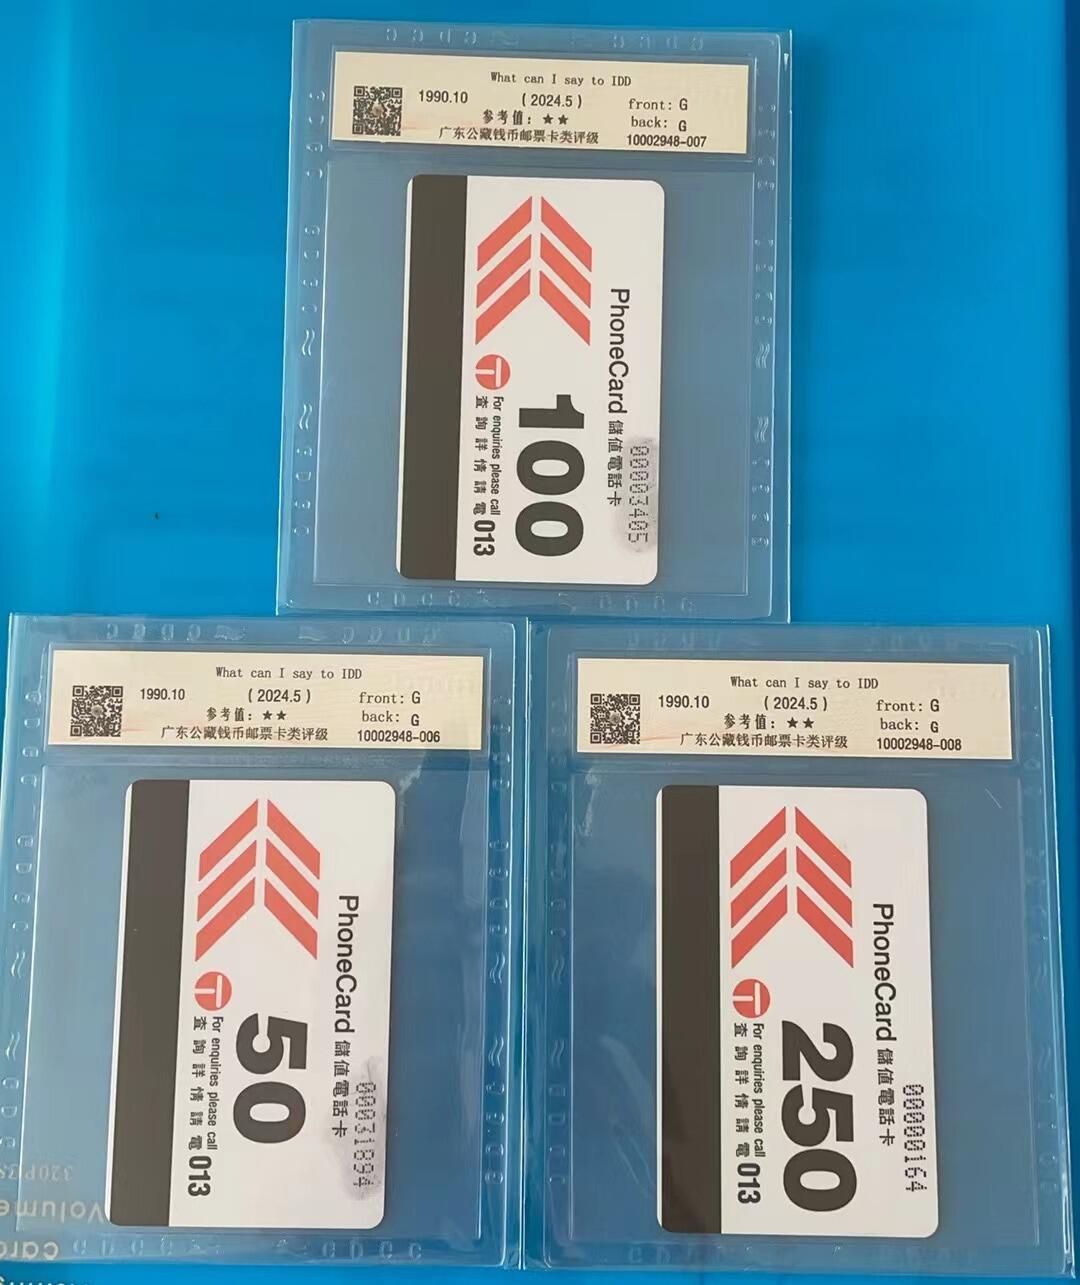 What can I say to IDD
1990.10 (2024.5) front: G
参考值：★★ back: G
广东公藏钱币邮票卡类评级 10002948-007
PhoneCard 儲值電話卡
00003405
100
For enquiries please call
查詢詳情請電 013
What can I say to IDD
1990.10 (2024.5) front: G
参考值：★★ back: G
广东公藏钱币邮票卡类评级 10002948-006
PhoneCard 儲值電話卡
00031894
50
For enquiries please call
查詢詳情請電 013
What can I say to IDD
1990.10 (2024.5) front: G
参考值：★★ back: G
广东公藏钱币邮票卡类评级 10002948-008
PhoneCard 儲值電話卡
00000164
250
For enquiries please call
查詢詳情請電 013
Volume
card